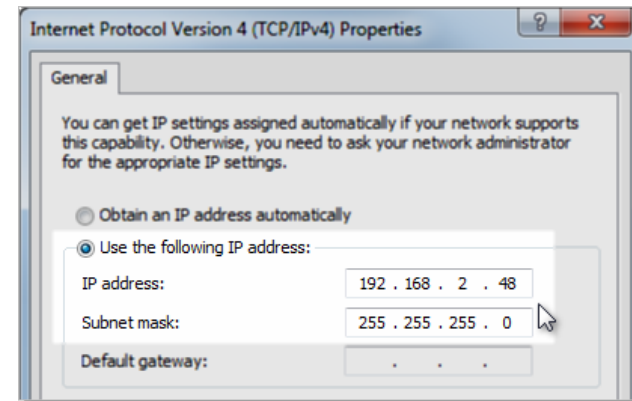 Internet Protocol Version 4 (TCP/IPv4) Properties
?
General
You can get IP settings assigned automatically if your network supports
this capability. Otherwise, you need to ask your network administrator
for the appropriate IP settings.
Obtain an IP address automatically
Use the following IP address:
IP address: 192 . 168 . 2 . 48
Subnet mask: 255 . 255 . 255 . 0
Default gateway: . . .